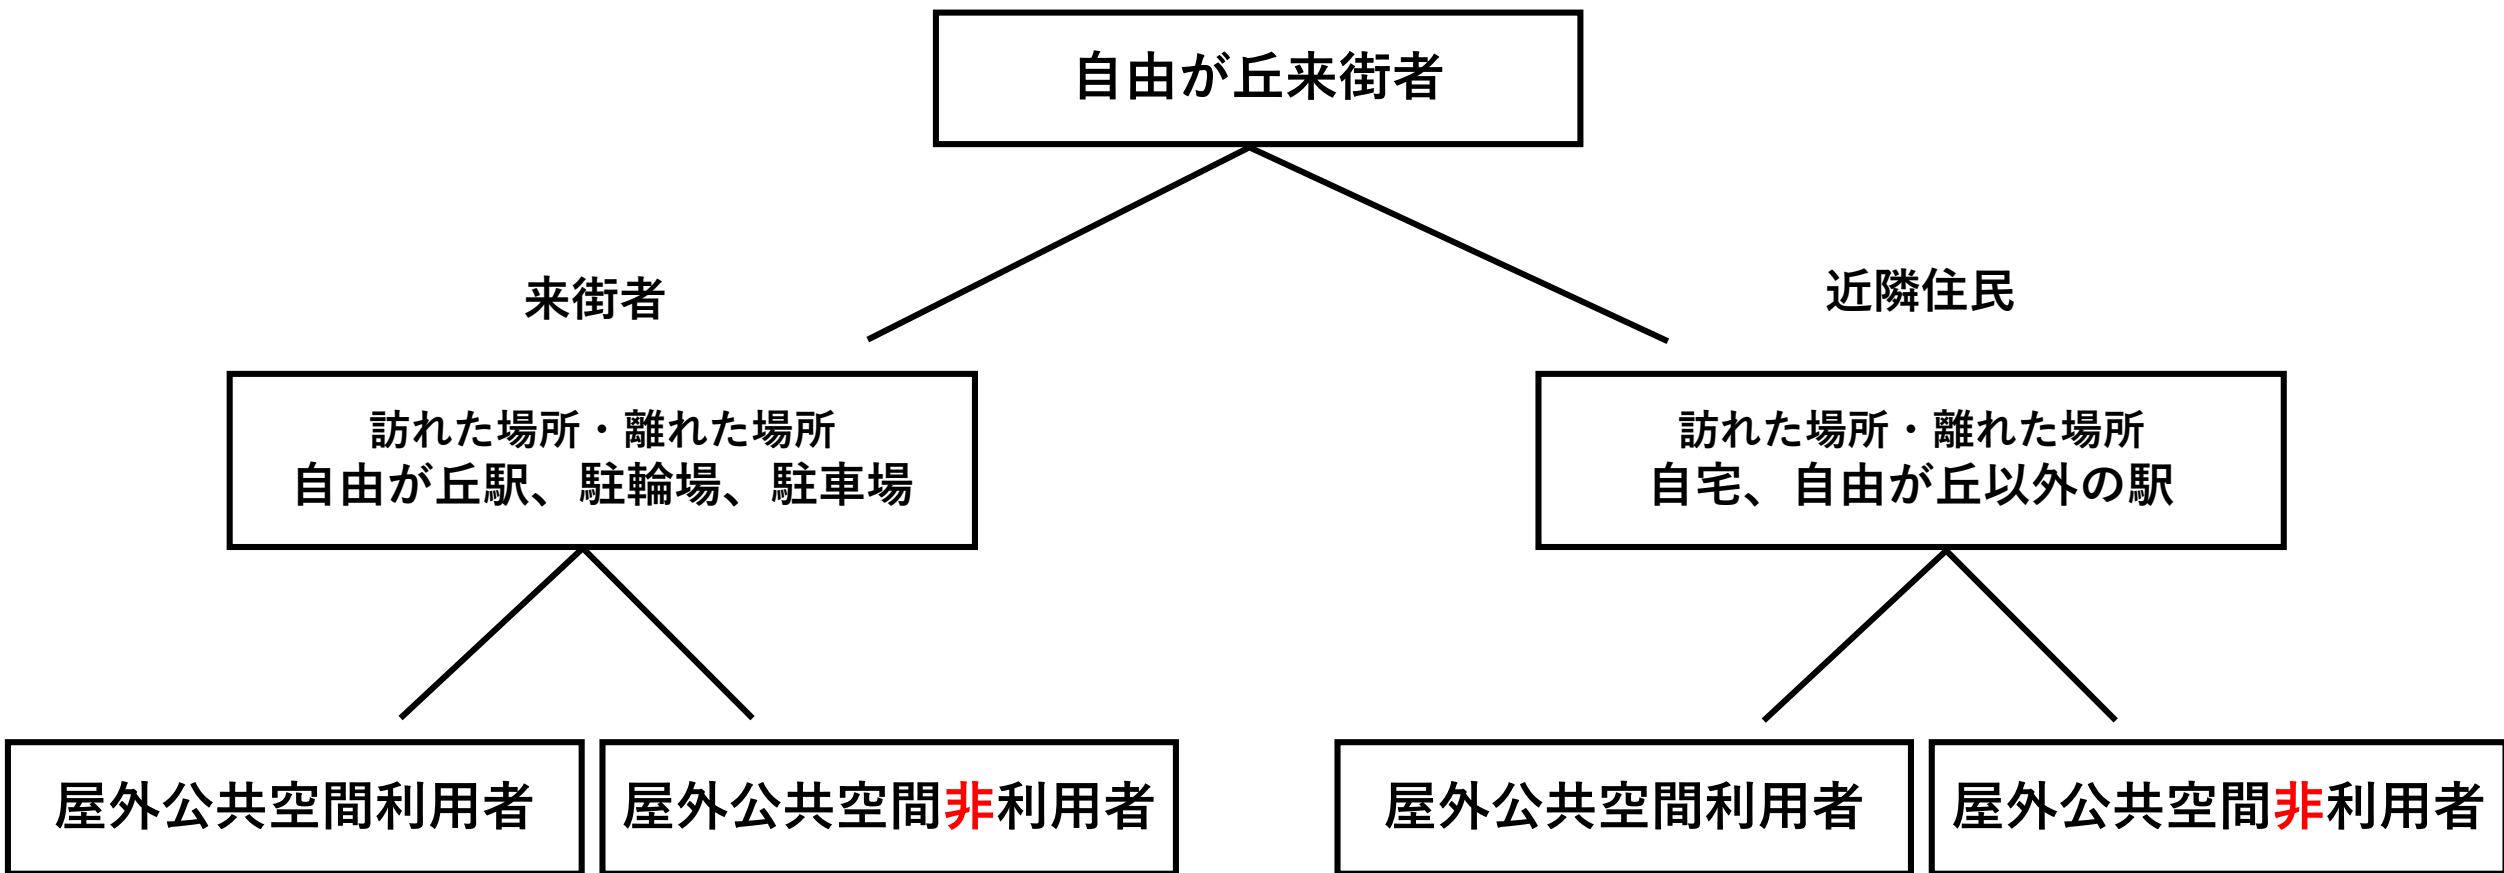 自由が丘来街者
来街者
近隣住民
訪れた場所・離れた場所
自由が丘駅、駐輪場、駐車場
訪れた場所・離れた場所
自宅、自由が丘以外の駅
屋外公共空間利用者
屋外公共空間非利用者
屋外公共空間利用者
屋外公共空間非利用者